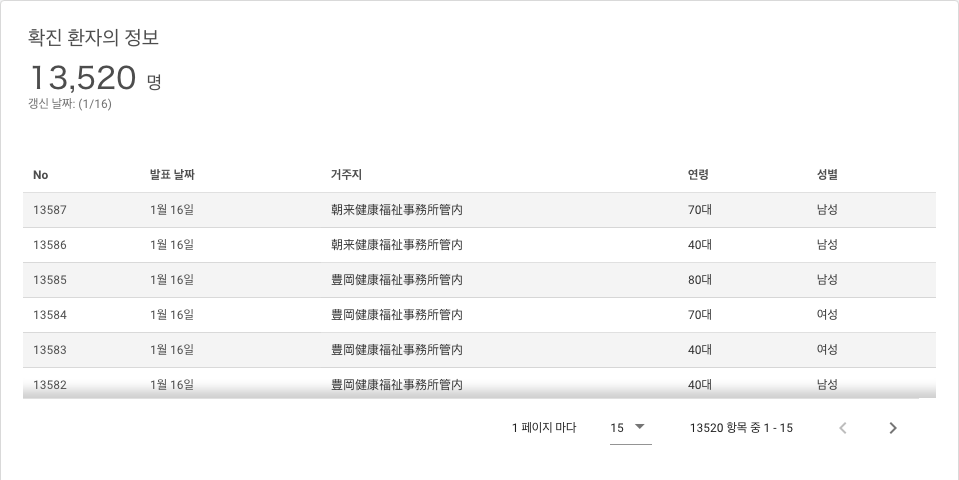 확진 환자의 정보
13,520 명
갱신 날짜: (1/16)
No 발표 날짜 거주지 연령 성별
13587 1월 16일 朝来健康福祉事務所管内 70대 남성
13586 1월 16일 朝来健康福祉事務所管内 40대 남성
13585 1월 16일 豊岡健康福祉事務所管内 80대 남성
13584 1월 16일 豊岡健康福祉事務所管内 70대 여성
13583 1월 16일 豊岡健康福祉事務所管内 40대 여성
13582 1월 16일 豊岡健康福祉事務所管内 40대 남성
1 페이지 마다 15 13520 항목 중 1 - 15